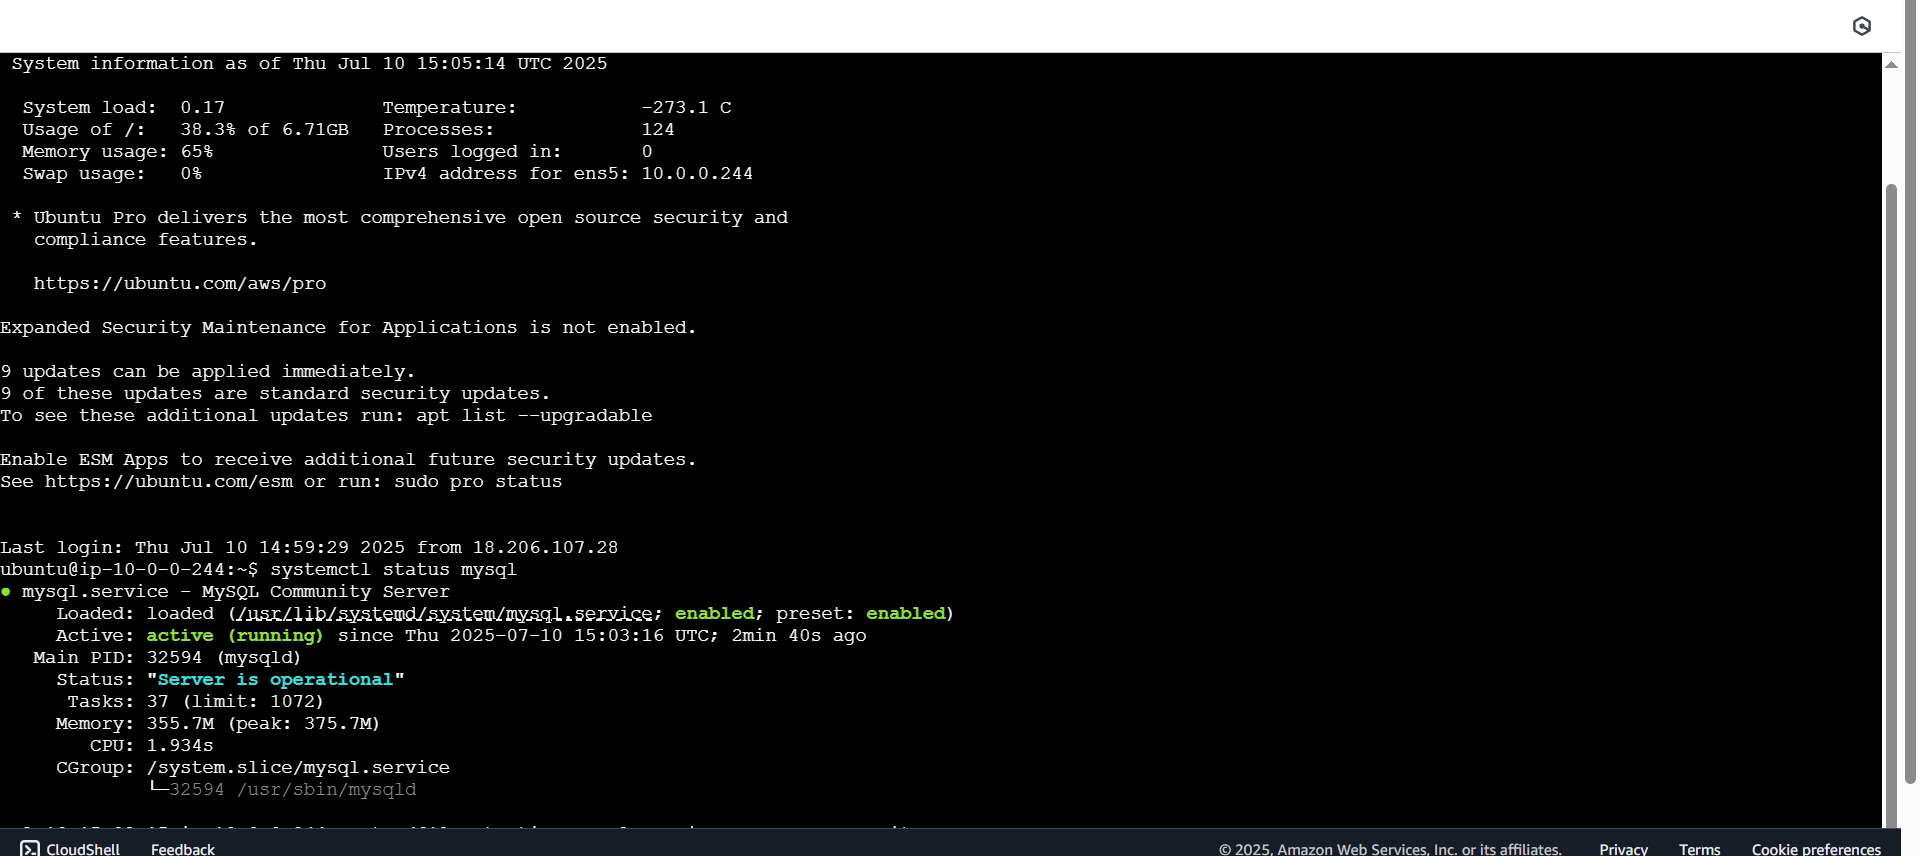 System information as of Thu Jul 10 15:05:14 UTC 2025
System load:  0.17              Temperature:           -273.1 C
Usage of /:   38.3% of 6.71GB   Processes:             124
Memory usage: 65%               Users logged in:       0
Swap usage:   0%                IPv4 address for ens5: 10.0.0.244
* Ubuntu Pro delivers the most comprehensive open source security and
compliance features.
https://ubuntu.com/aws/pro
Expanded Security Maintenance for Applications is not enabled.
9 updates can be applied immediately.
9 of these updates are standard security updates.
To see these additional updates run: apt list --upgradable
Enable ESM Apps to receive additional future security updates.
See https://ubuntu.com/esm or run: sudo pro status
Last login: Thu Jul 10 14:59:29 2025 from 18.206.107.28
ubuntu@ip-10-0-0-244:~$ systemctl status mysql
● mysql.service - MySQL Community Server
Loaded: loaded (/usr/lib/systemd/system/mysql.service; enabled; preset: enabled)
Active: active (running) since Thu 2025-07-10 15:03:16 UTC; 2min 40s ago
Main PID: 32594 (mysqld)
Status: "Server is operational"
Tasks: 37 (limit: 1072)
Memory: 355.7M (peak: 375.7M)
CPU: 1.934s
CGroup: /system.slice/mysql.service
└─32594 /usr/sbin/mysqld
CloudShell Feedback © 2025, Amazon Web Services, Inc. or its affiliates. Privacy Terms Cookie preferences